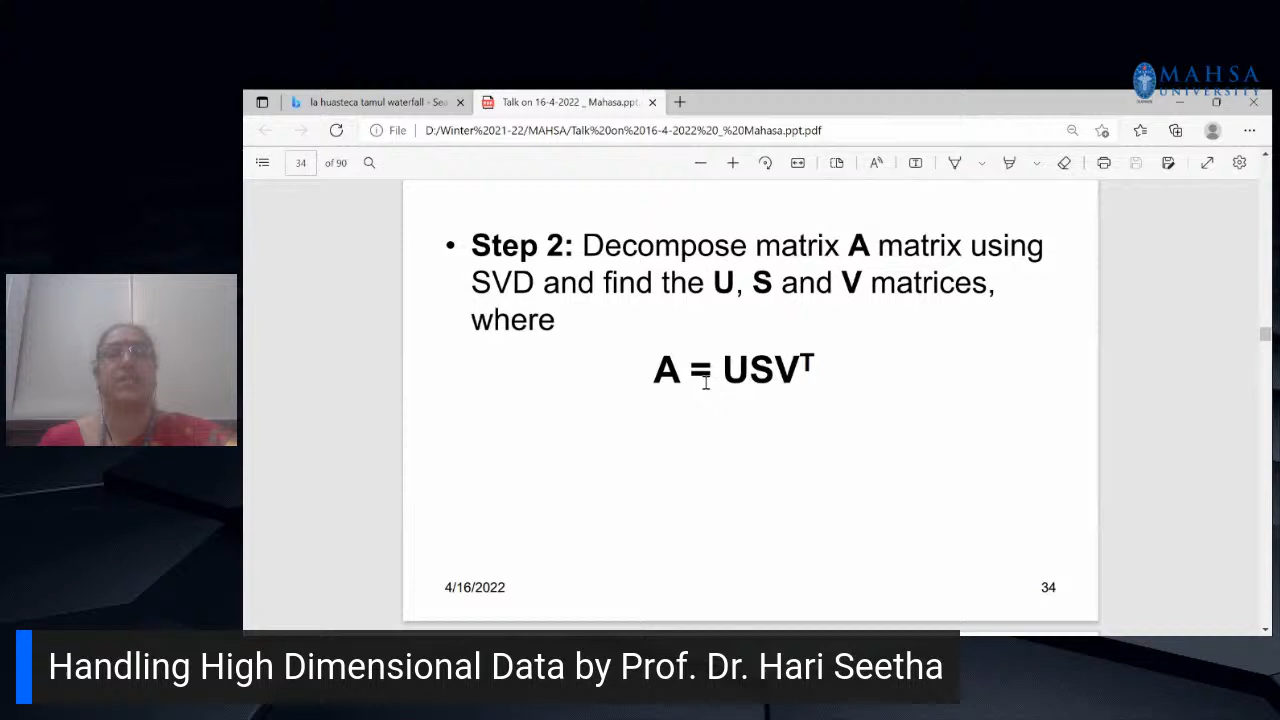 MAHSA
UNIVERSITY
la huasteca tamul waterfall - Sea
Talk on 16-4-2022 _ Mahasa.ppt.
File
D:/Winter%2021-22/MAHSA/Talk%20on%2016-4-2022%20_%20Mahasa.ppt.pdf
34 of 90
• Step 2: Decompose matrix A matrix using
SVD and find the U, S and V matrices,
where
A = USVᵀ
4/16/2022
34
Handling High Dimensional Data by Prof. Dr. Hari Seetha